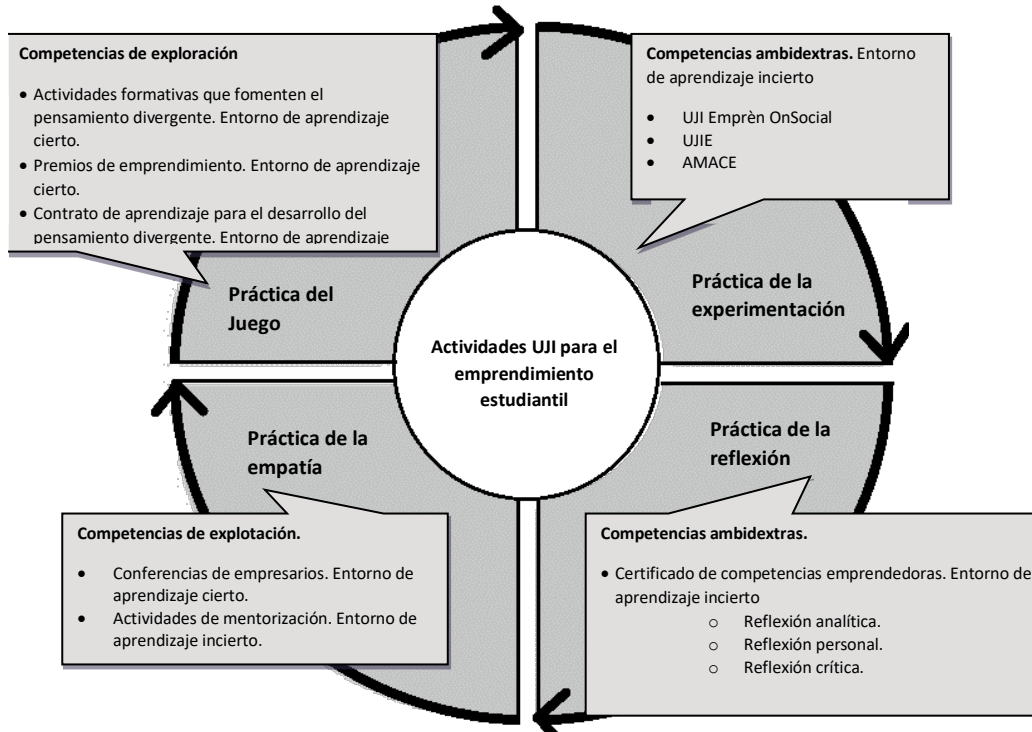 Competencias de exploración
• Actividades formativas que fomenten el
pensamiento divergente. Entorno de aprendizaje
cierto.
• Premios de emprendimiento. Entorno de aprendizaje
cierto.
• Contrato de aprendizaje para el desarrollo del
pensamiento divergente. Entorno de aprendizaje
Competencias ambidextras. Entorno
de aprendizaje incierto
• UJI Emprèn OnSocial
• UJIE
• AMACE
Práctica del
Juego
Práctica de la
experimentación
Actividades UJI para el
emprendimiento
estudiantil
Práctica de la
empatía
Práctica de la
reflexión
Competencias de explotación.
• Conferencias de empresarios. Entorno de
aprendizaje cierto.
• Actividades de mentorización. Entorno de
aprendizaje incierto.
Competencias ambidextras.
• Certificado de competencias emprendedoras. Entorno de
aprendizaje incierto
o Reflexión analítica.
o Reflexión personal.
o Reflexión crítica.